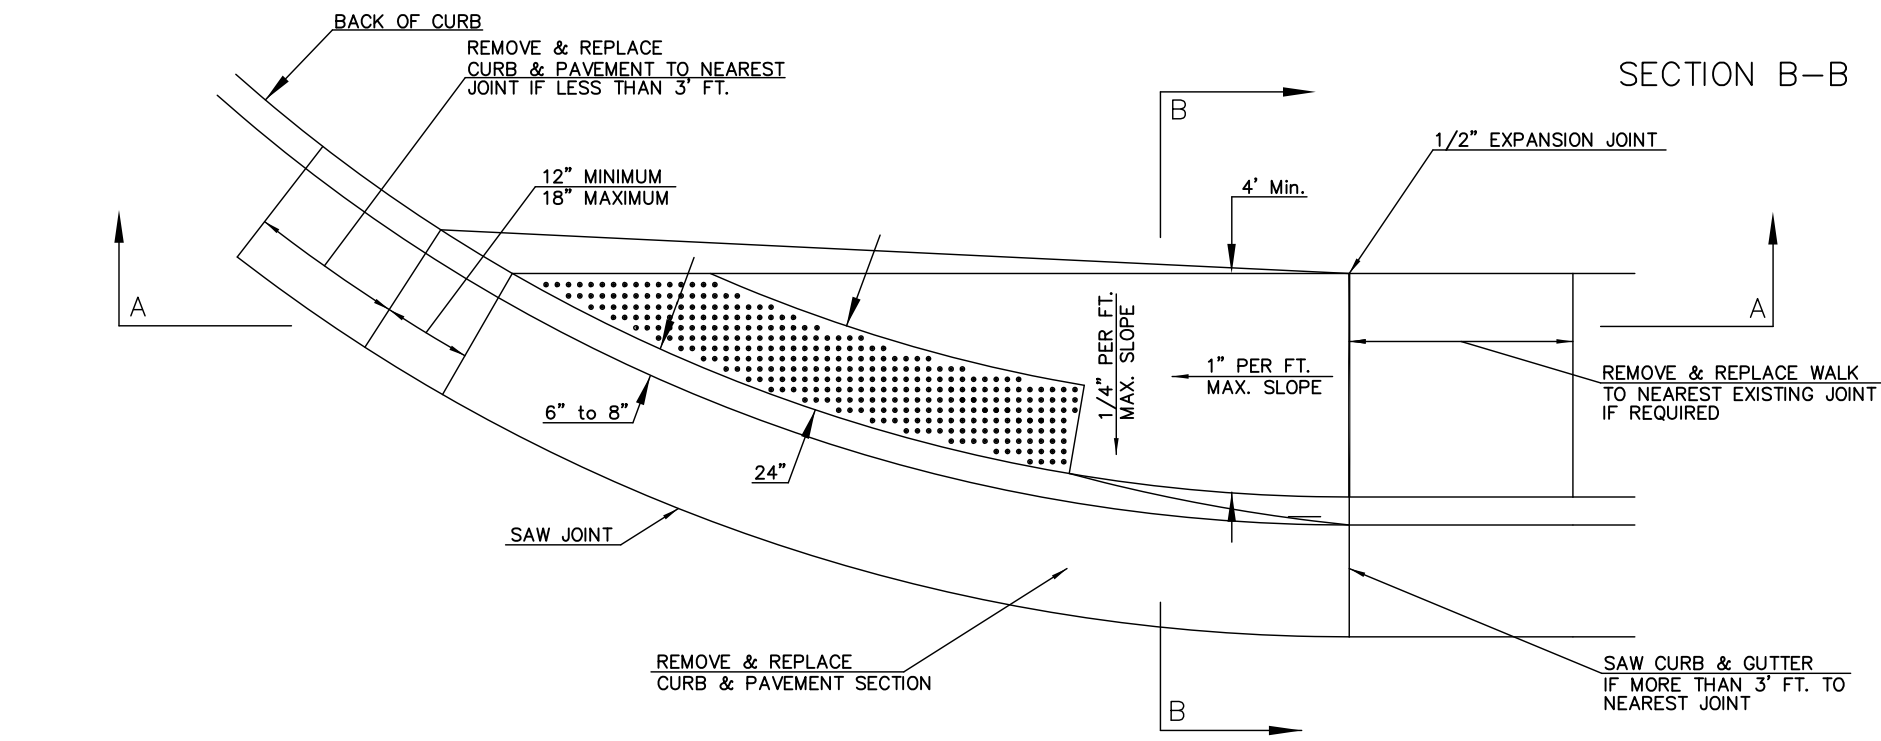 BACK OF CURB
REMOVE & REPLACE
CURB & PAVEMENT TO NEAREST
JOINT IF LESS THAN 3' FT.
SECTION B-B
B
1/2" EXPANSION JOINT
12" MINIMUM
18" MAXIMUM
4' Min.
A
A
1/4" PER FT.
MAX. SLOPE
1" PER FT.
MAX. SLOPE
REMOVE & REPLACE WALK
TO NEAREST EXISTING JOINT
IF REQUIRED
6" to 8"
24"
SAW JOINT
REMOVE & REPLACE
CURB & PAVEMENT SECTION
SAW CURB & GUTTER
IF MORE THAN 3' FT. TO
NEAREST JOINT
B